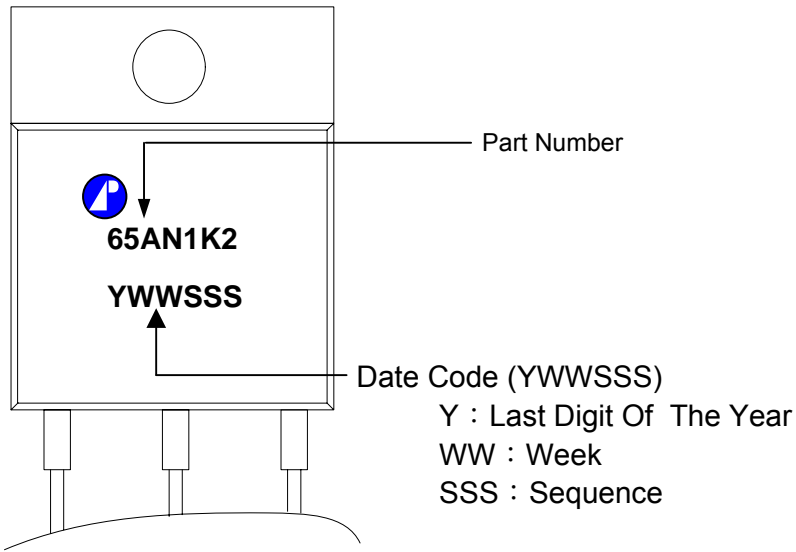 Part Number
65AN1K2
YWWSSS
Date Code (YWWSSS)
Y：Last Digit Of The Year
WW：Week
SSS：Sequence